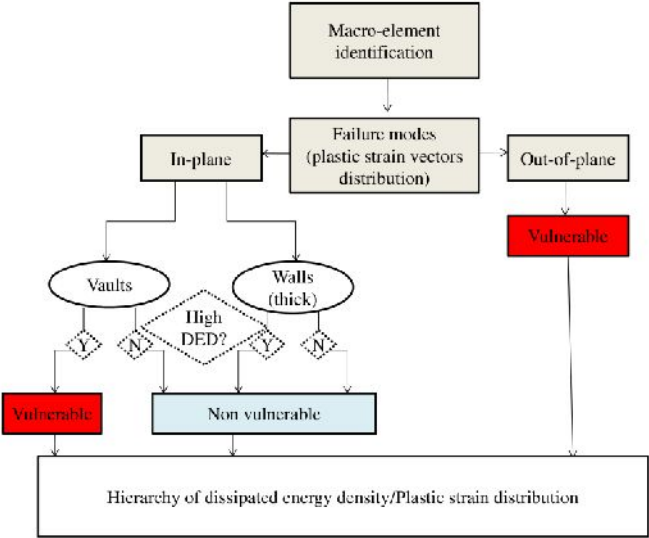 Macro-element
identification
Failure modes
(plastic strain vectors
distribution)
In-plane
Out-of-plane
Vulnerable
Vaults
Walls
(thick)
High
DED?
Y
N
Y
N
Vulnerable
Non vulnerable
Hierarchy of dissipated energy density/Plastic strain distribution